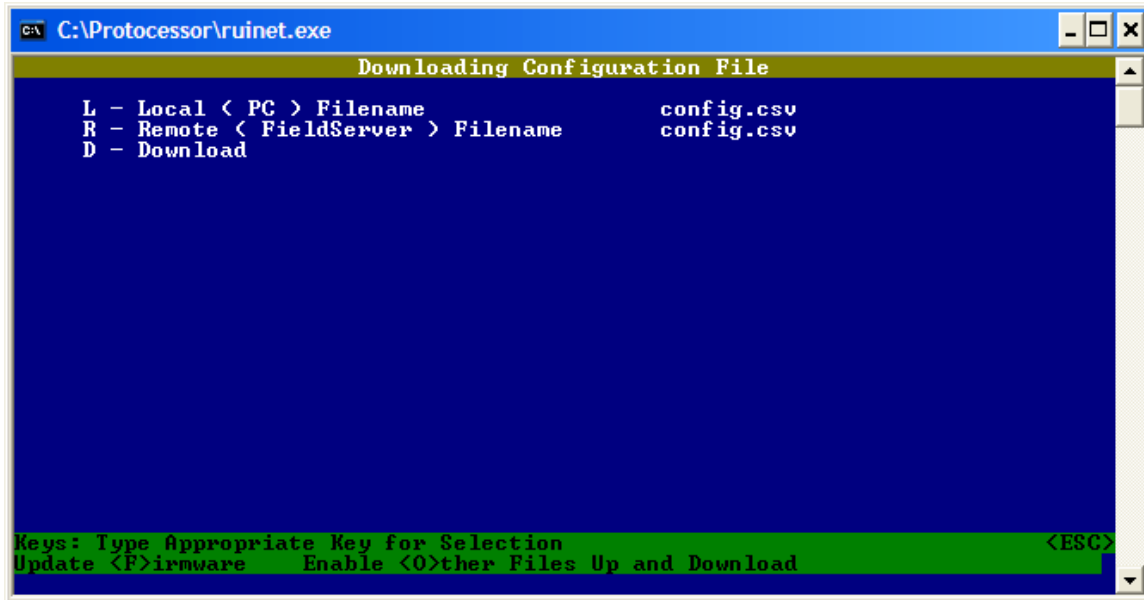 C:\Protocessor\ruinet.exe
Downloading Configuration File
L - Local ( PC ) Filename config.csv
R - Remote ( FieldServer ) Filename config.csv
D - Download
Keys: Type Appropriate Key for Selection <ESC>
Update <F>irmware Enable <O>ther Files Up and Download